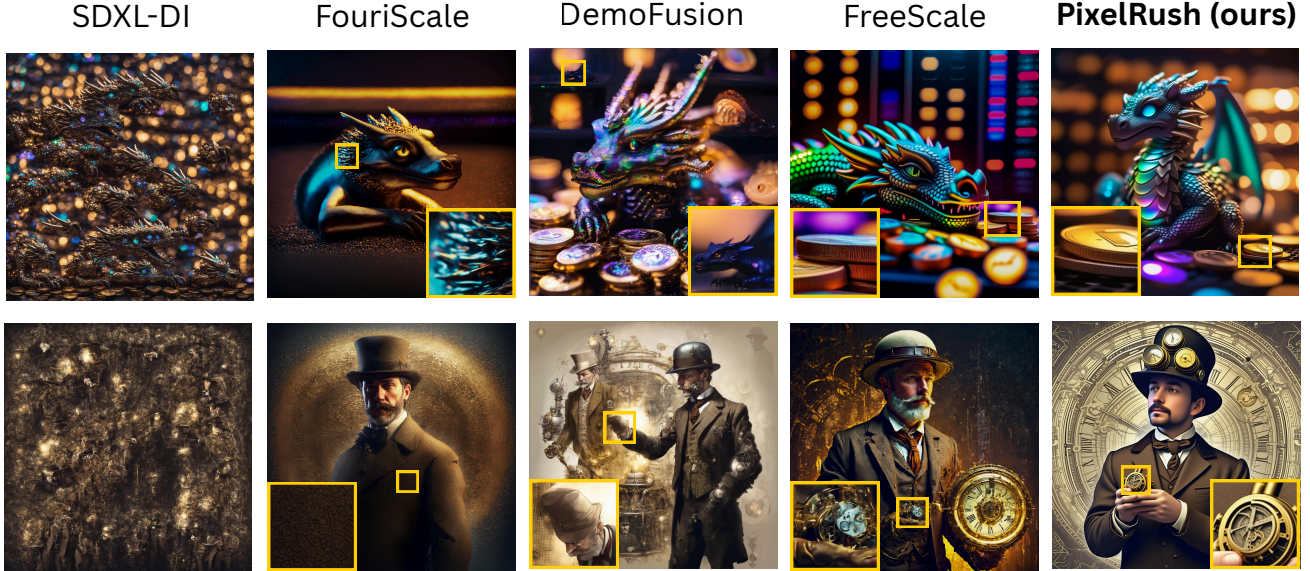 SDXL-DI
FouriScale
DemoFusion
FreeScale
PixelRush (ours)